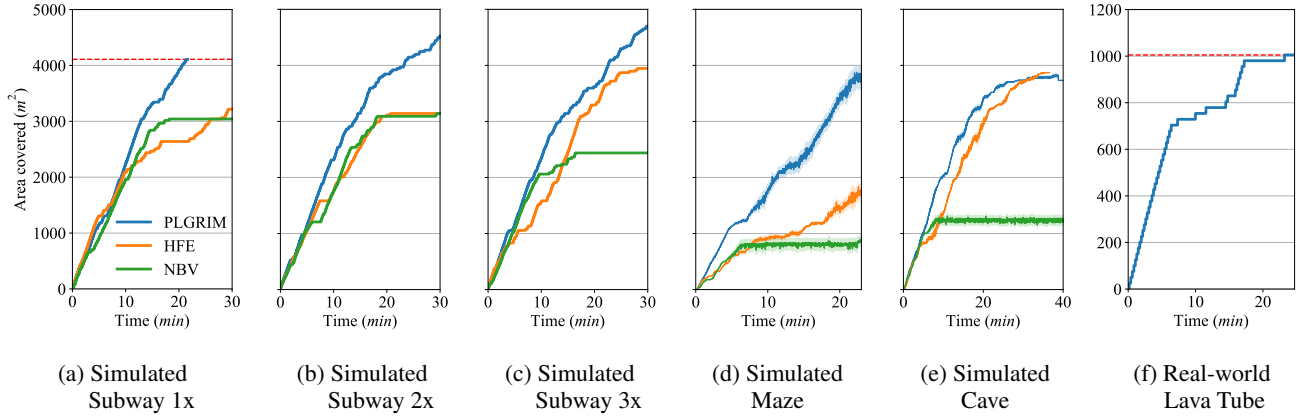 5000
4000
3000
2000
1000
0
Area covered (m²)
PLGRIM
HFE
NBV
0 10 20 30
Time (min)
0 10 20 30
Time (min)
0 10 20 30
Time (min)
10 20
Time (min)
0 20 40
Time (min)
1200
1000
800
600
400
200
0
0 10 20
Time (min)
(a) Simulated
Subway 1x
(b) Simulated
Subway 2x
(c) Simulated
Subway 3x
(d) Simulated
Maze
(e) Simulated
Cave
(f) Real-world
Lava Tube